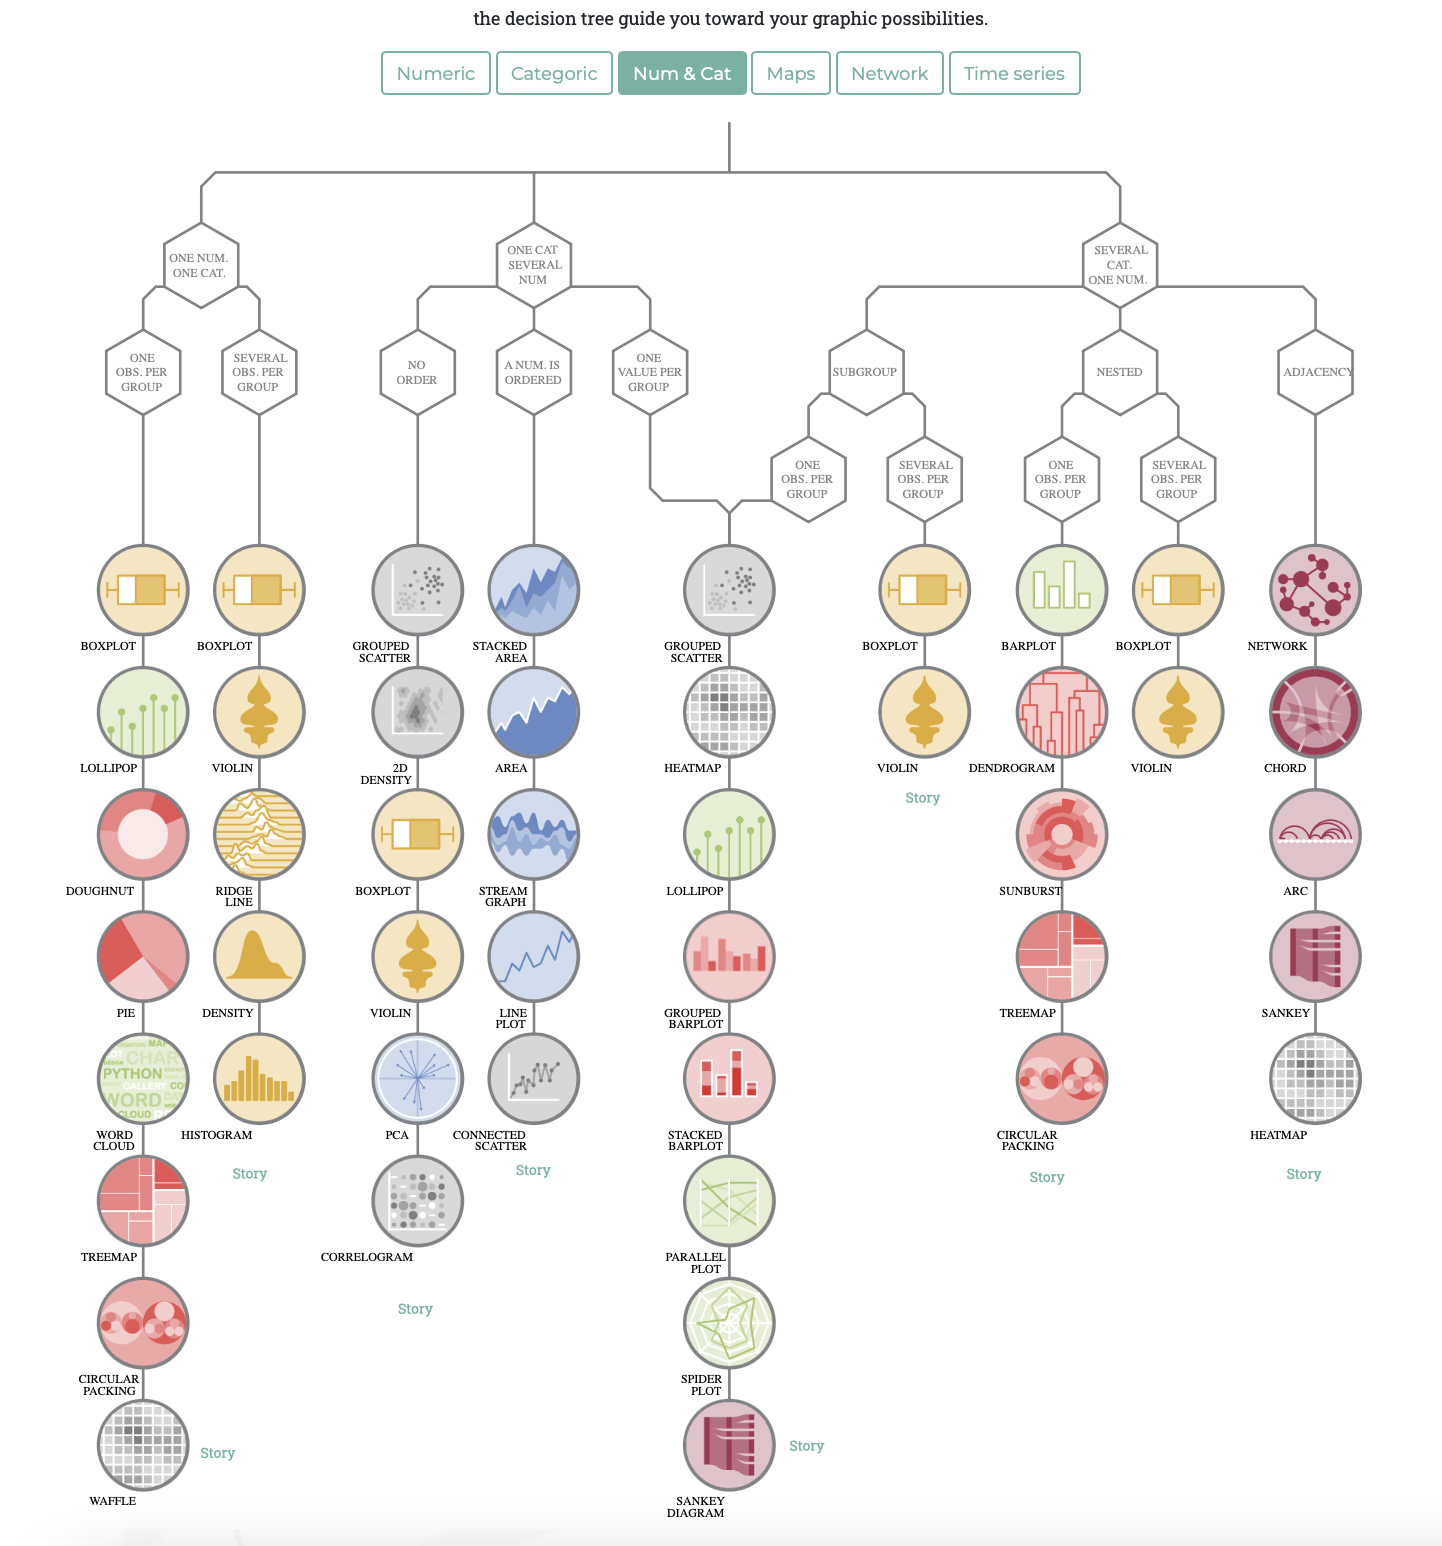 the decision tree guide you toward your graphic possibilities.
Numeric
Categoric
Num & Cat
Maps
Network
Time series
ONE NUM.
ONE CAT.
ONE CAT
SEVERAL
NUM
SEVERAL
CAT.
ONE NUM.
ONE
OBS. PER
GROUP
SEVERAL
OBS. PER
GROUP
NO
ORDER
A NUM. IS
ORDERED
ONE
VALUE PER
GROUP
SUBGROUP
NESTED
ADJACENCY
ONE
OBS. PER
GROUP
SEVERAL
OBS. PER
GROUP
ONE
OBS. PER
GROUP
SEVERAL
OBS. PER
GROUP
BOXPLOT
LOLLIPOP
DOUGHNUT
PIE
CHAR
PYTHON
GALLERY
WORD
CLOUD
WORD
CLOUD
TREEMAP
CIRCULAR
PACKING
WAFFLE
Story
BOXPLOT
VIOLIN
RIDGE
LINE
DENSITY
HISTOGRAM
Story
GROUPED
SCATTER
2D
DENSITY
BOXPLOT
VIOLIN
PCA
CORRELOGRAM
Story
STACKED
AREA
AREA
STREAM
GRAPH
LINE
PLOT
CONNECTED
SCATTER
Story
GROUPED
SCATTER
HEATMAP
LOLLIPOP
GROUPED
BARPLOT
STACKED
BARPLOT
PARALLEL
PLOT
SPIDER
PLOT
SANKEY
DIAGRAM
Story
BOXPLOT
VIOLIN
Story
BARPLOT
DENDROGRAM
SUNBURST
TREEMAP
CIRCULAR
PACKING
Story
BOXPLOT
VIOLIN
NETWORK
CHORD
ARC
SANKEY
HEATMAP
Story